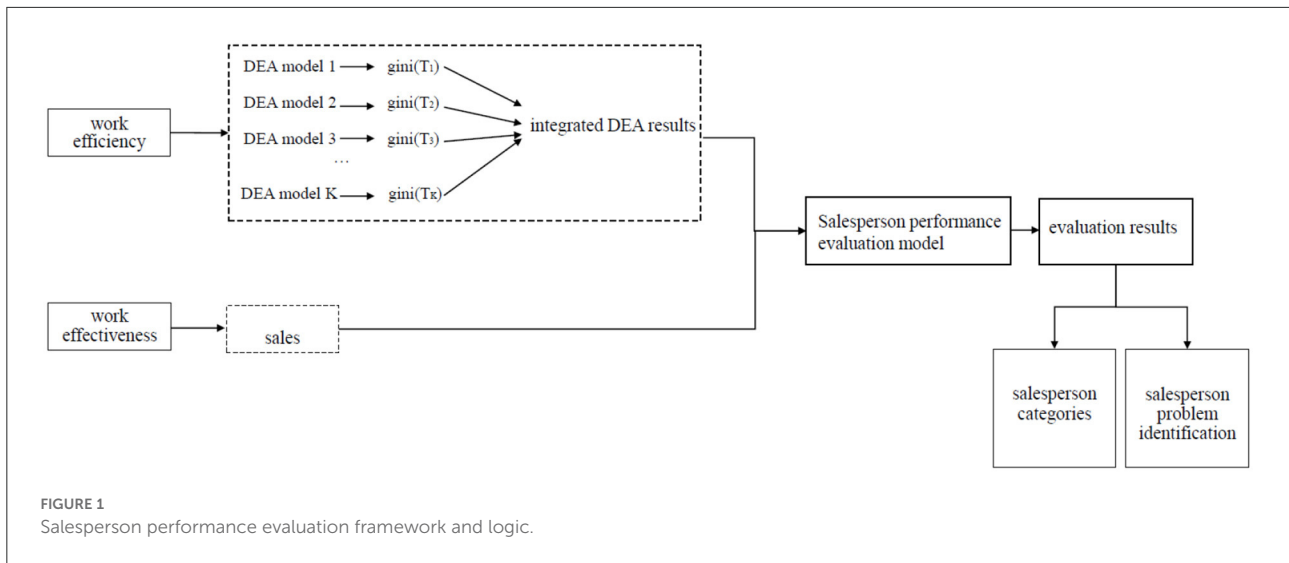 DEA model 1 gini(T₁)
DEA model 2 gini(T₂)
DEA model 3 gini(T₃)
...
DEA model K gini(Tᴋ)
integrated DEA results
work
efficiency
Salesperson performance
evaluation model
evaluation results
work
effectiveness
sales
salesperson
categories
salesperson
problem
identification
FIGURE 1
Salesperson performance evaluation framework and logic.